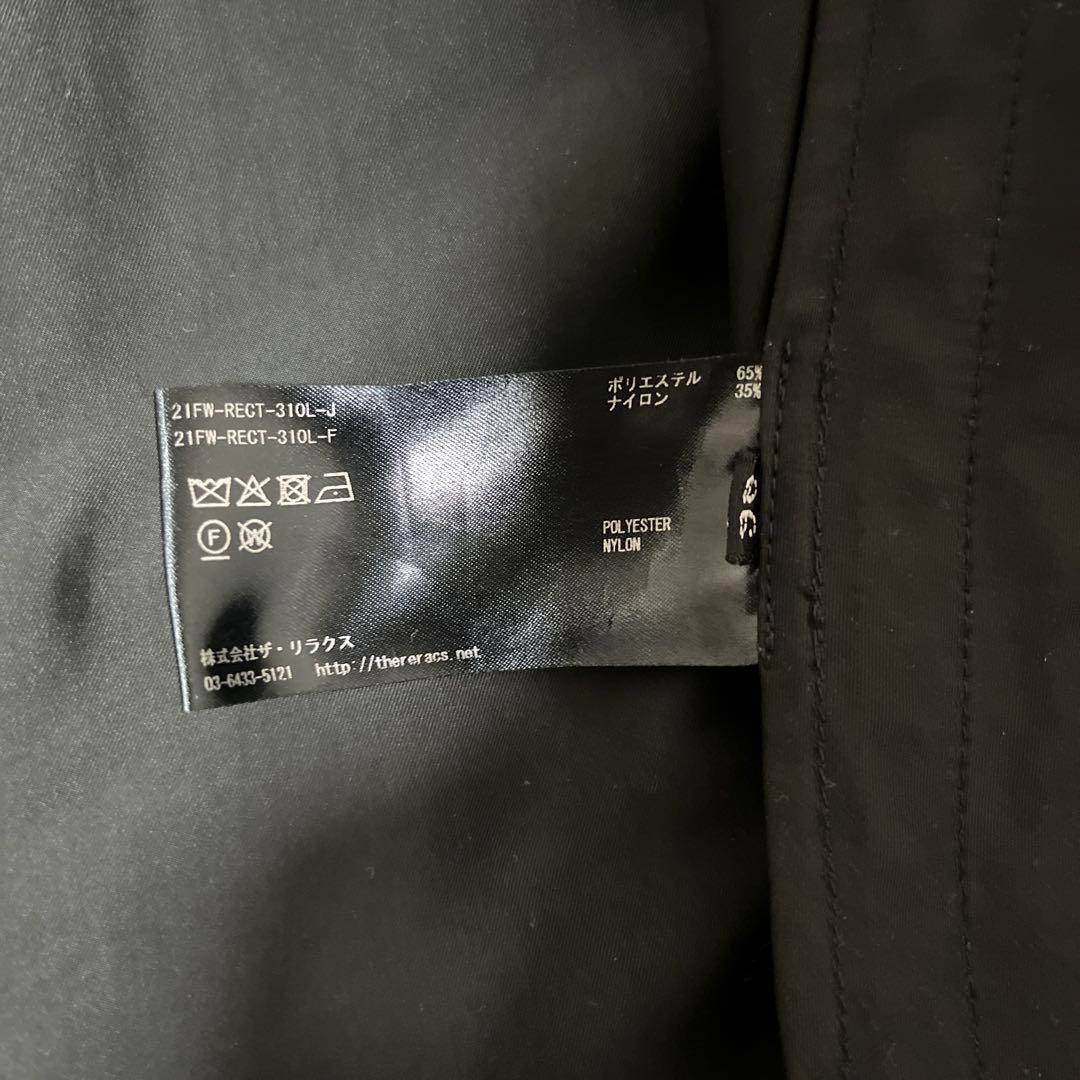 21FW-RECT-310L-J
21FW-RECT-310L-F
ポリエステル 65%
ナイロン 35%
F
W
POLYESTER
NYLON
株式会社ザ・リラクス
03-6433-5121 http://thereracs.net